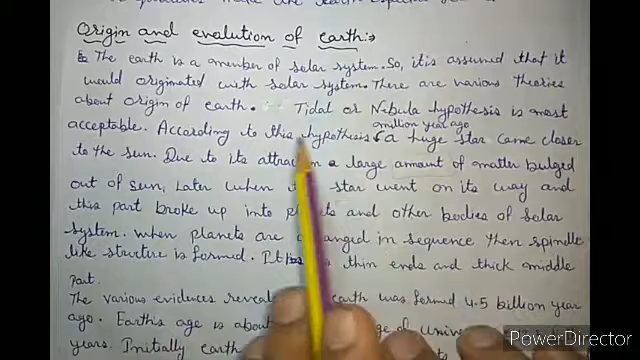 Origin and evolution of earth:→
The earth is a member of solar system. So, it is assumed that it
would originated with solar system. There are various theories
about origin of earth. Tidal or Nebula hypothesis is most
a million year ago
acceptable. According to this hypothesis a huge star came closer
to the sun. Due to its a large amount of matter bulged
out of sun, Later when star went on its way and
this part broke up into and other bodies of solar
system. When planets are in sequence then spindle
like structure is formed. It thin ends and thick middle
part.
The various evidences earth was formed 4.5 billion year
ago. Earth's age is about of
years. Initially earth
PowerDirector